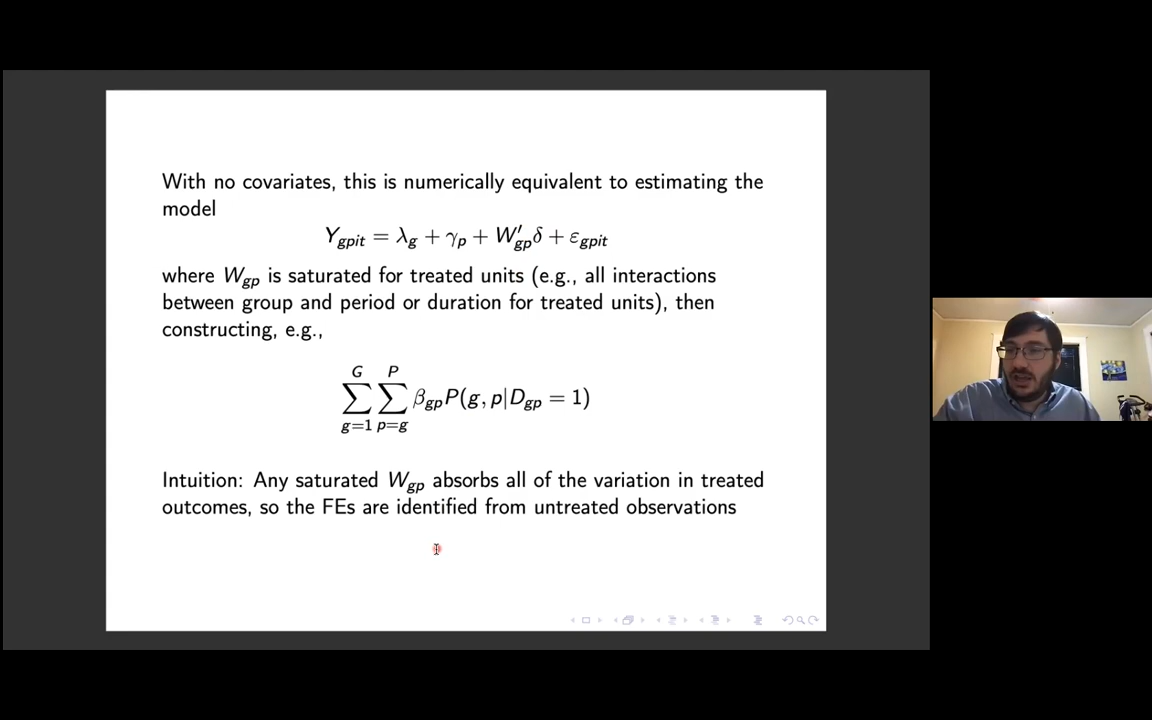 With no covariates, this is numerically equivalent to estimating the
model
Y_{gpit} = λ_g + γ_p + W'_{gp}δ + ε_{gpit}
where W_{gp} is saturated for treated units (e.g., all interactions
between group and period or duration for treated units), then
constructing, e.g.,
∑_{g=1}^{G} ∑_{p=g}^{P} β_{gp}P(g, p|D_{gp} = 1)
Intuition: Any saturated W_{gp} absorbs all of the variation in treated
outcomes, so the FEs are identified from untreated observations